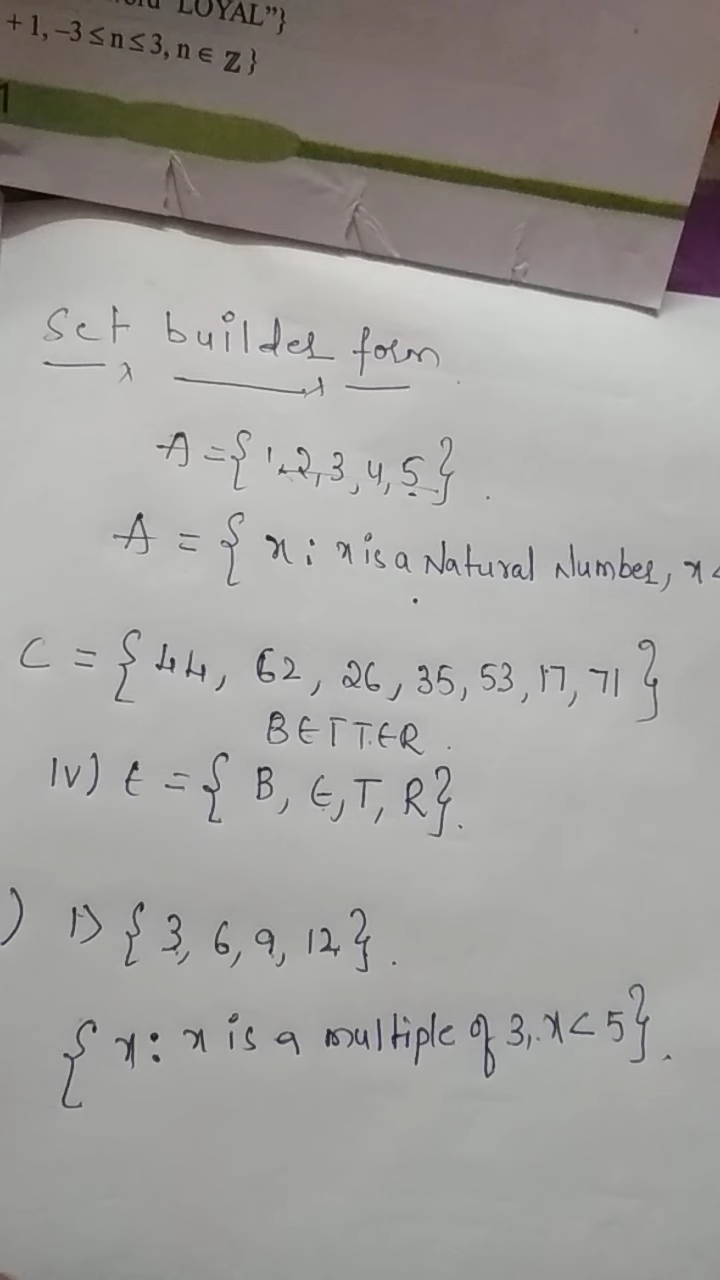 LOYAL"}
+ 1, –3 ≤ n ≤ 3, n ∈ ℤ }
1
Set builder form
A = { 1, 2, 3, 4, 5 }.
A = { x : x is a Natural Number, x <
C = { 44, 62, 26, 35, 53, 17, 71 }
BETTER.
iv) E = { B, E, T, R }.
) i) { 3, 6, 9, 12 }.
{ x : x is a multiple of 3, x < 5 }.